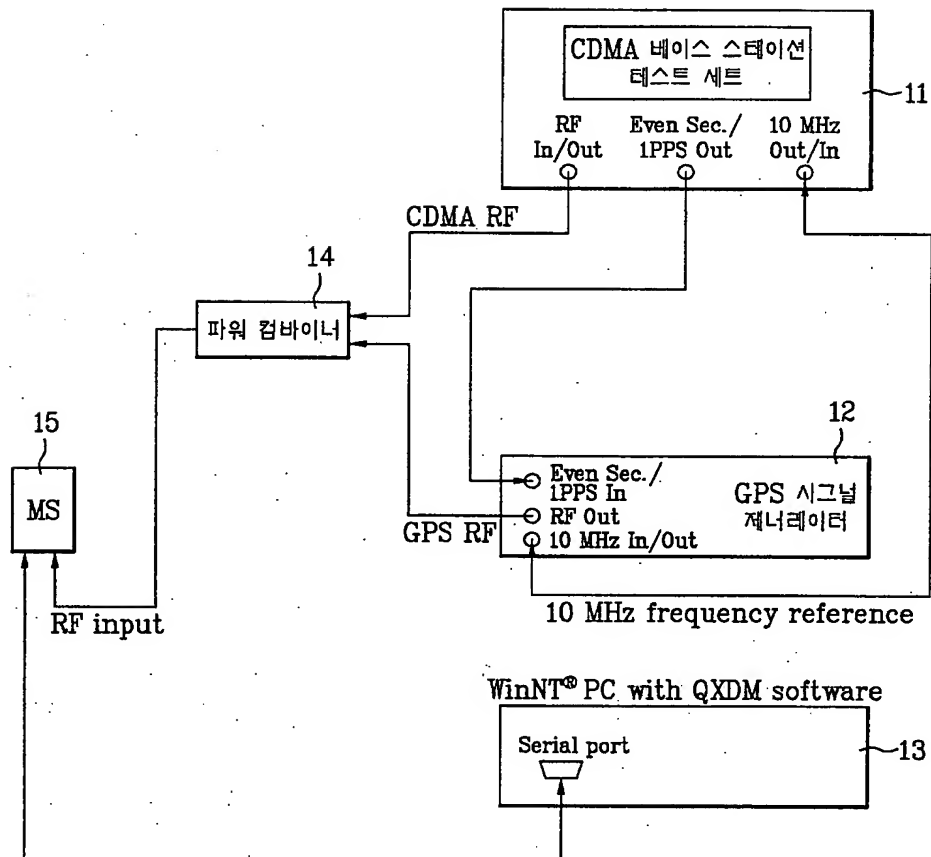 CDMA 베이스 스테이션
테스트 세트
11
RF
In/Out
Even Sec./
1PPS Out
10 MHz
Out/In
CDMA RF
14
파워 컴바이너
15
MS
12
Even Sec./
1PPS In
RF Out
10 MHz In/Out
GPS 시그널
재너레이터
GPS RF
RF input
10 MHz frequency reference
WinNT® PC with QXDM software
Serial port
13